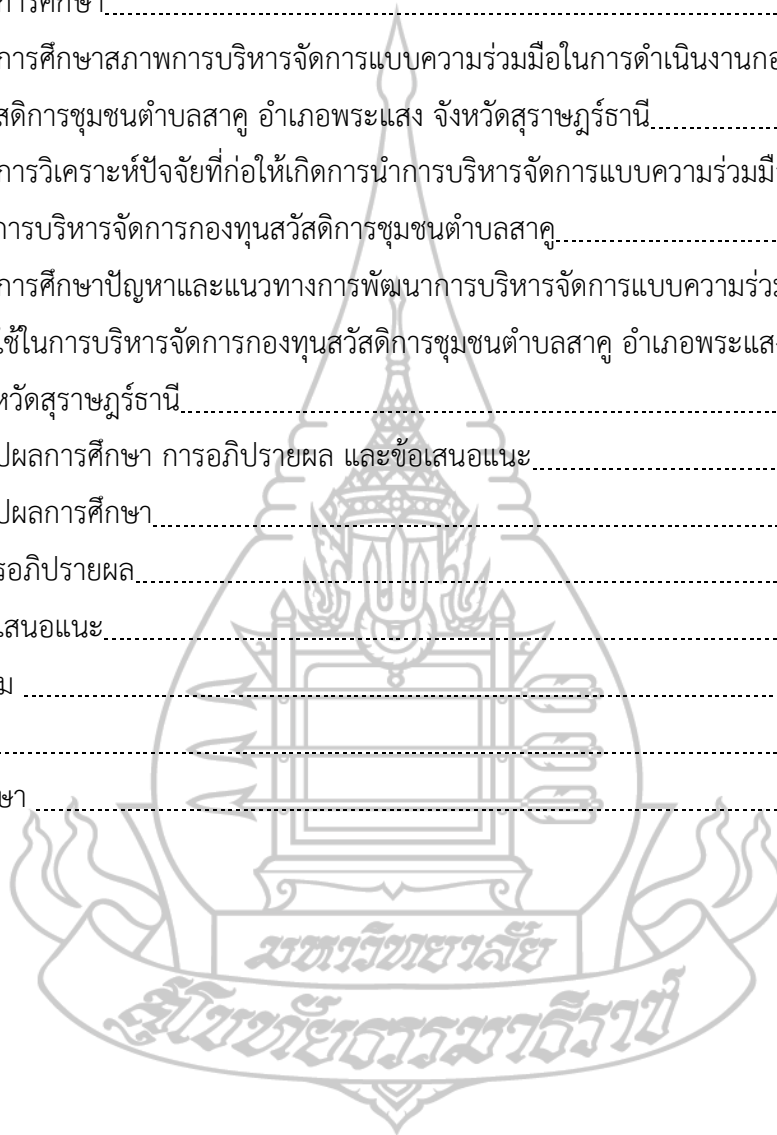 การศึกษา
การศึกษาสภาพการบริหารจัดการแบบความร่วมมือในการดำเนินงานกอ
สดิการชุมชนตำบลสาคู อำเภอพระแสง จังหวัดสุราษฎร์ธานี
การวิเคราะห์ปัจจัยที่ก่อให้เกิดการนำการบริหารจัดการแบบความร่วมมื
การบริหารจัดการกองทุนสวัสดิการชุมชนตำบลสาคู
การศึกษาปัญหาและแนวทางการพัฒนาการบริหารจัดการแบบความร่ว
ใช้ในการบริหารจัดการกองทุนสวัสดิการชุมชนตำบลสาคู อำเภอพระแส
หวัดสุราษฎร์ธานี
ปผลการศึกษา การอภิปรายผล และข้อเสนอแนะ
ปผลการศึกษา
รอภิปรายผล
เสนอแนะ
ม
ษา
มหาวิทยาลัย
สุโขทัยธรรมาธิราช